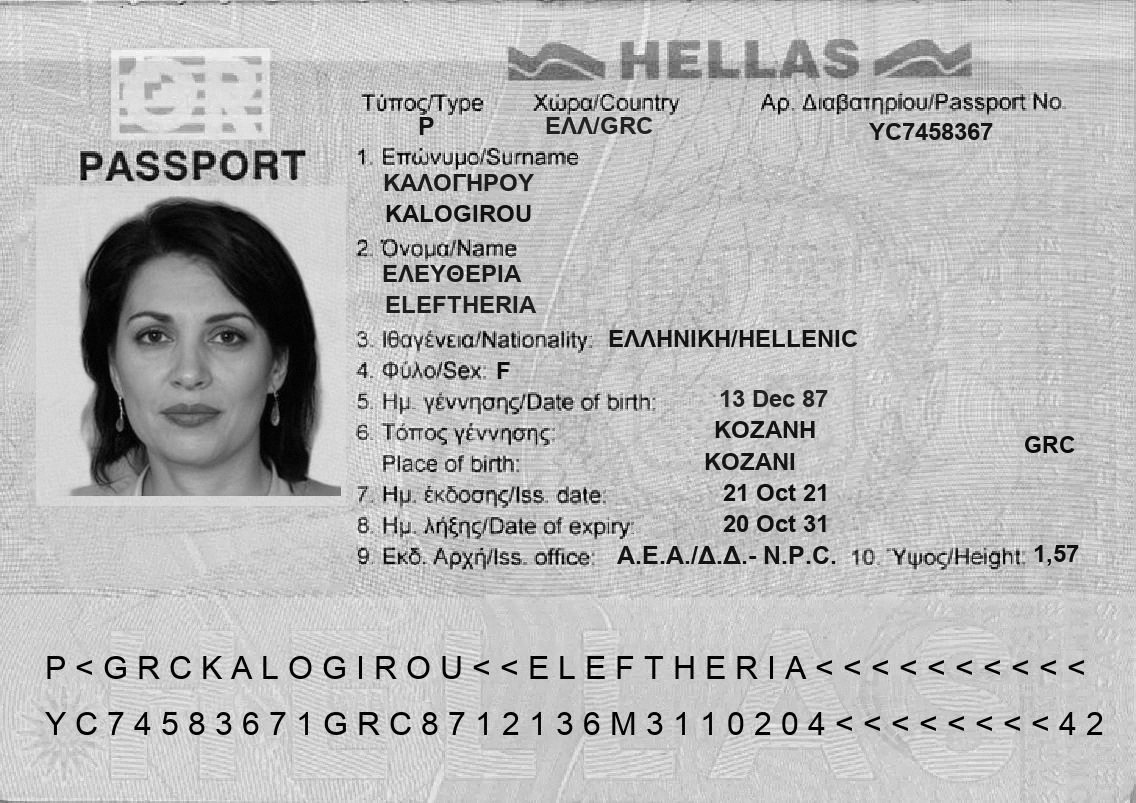 GR
HELLAS
PASSPORT
Τύπος/Type Χώρα/Country Αρ. Διαβατηρίου/Passport No.
P ΕΛΛ/GRC YC7458367
1. Επώνυμο/Surname
ΚΑΛΟΓΗΡΟΥ
KALOGIROU
2. Όνομα/Name
ΕΛΕΥΘΕΡΙΑ
ELEFTHERIA
3. Ιθαγένεια/Nationality: ΕΛΛΗΝΙΚΗ/HELLENIC
4. Φύλο/Sex: F
5. Ημ. γέννησης/Date of birth: 13 Dec 87
6. Τόπος γέννησης: ΚΟΖΑΝΗ
Place of birth: KOZANI GRC
7. Ημ. έκδοσης/Iss. date: 21 Oct 21
8. Ημ. λήξης/Date of expiry: 20 Oct 31
9 Εκδ. Αρχή/Iss. office: Α.Ε.Α./Δ.Δ.- N.P.C. 10. Ύψος/Height: 1,57
HELLAS
P<GRCKALOGIROU<<ELEFTHERIA<<<<<<<<<<
YC74583671GRC8712136M3110204<<<<<<<<42